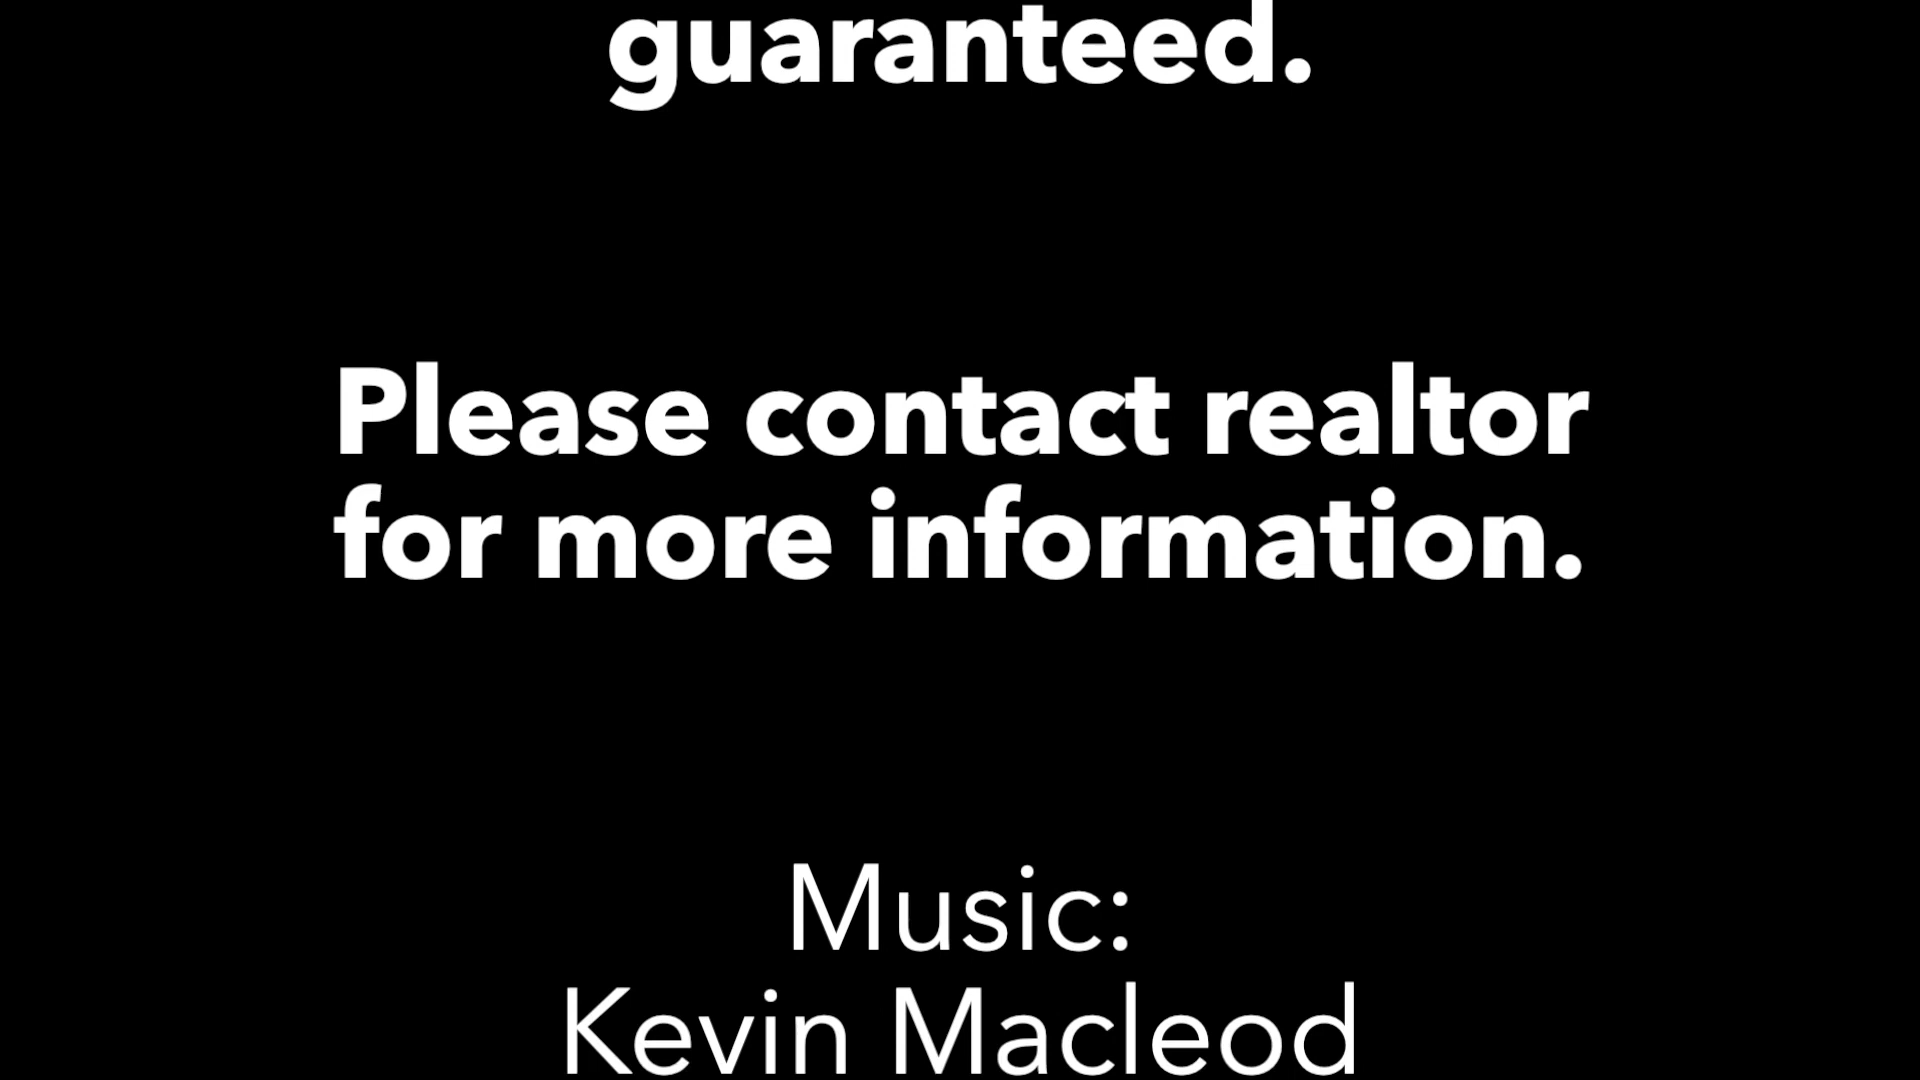 guaranteed.
Please contact realtor
for more information.
Music:
Kevin Macleod